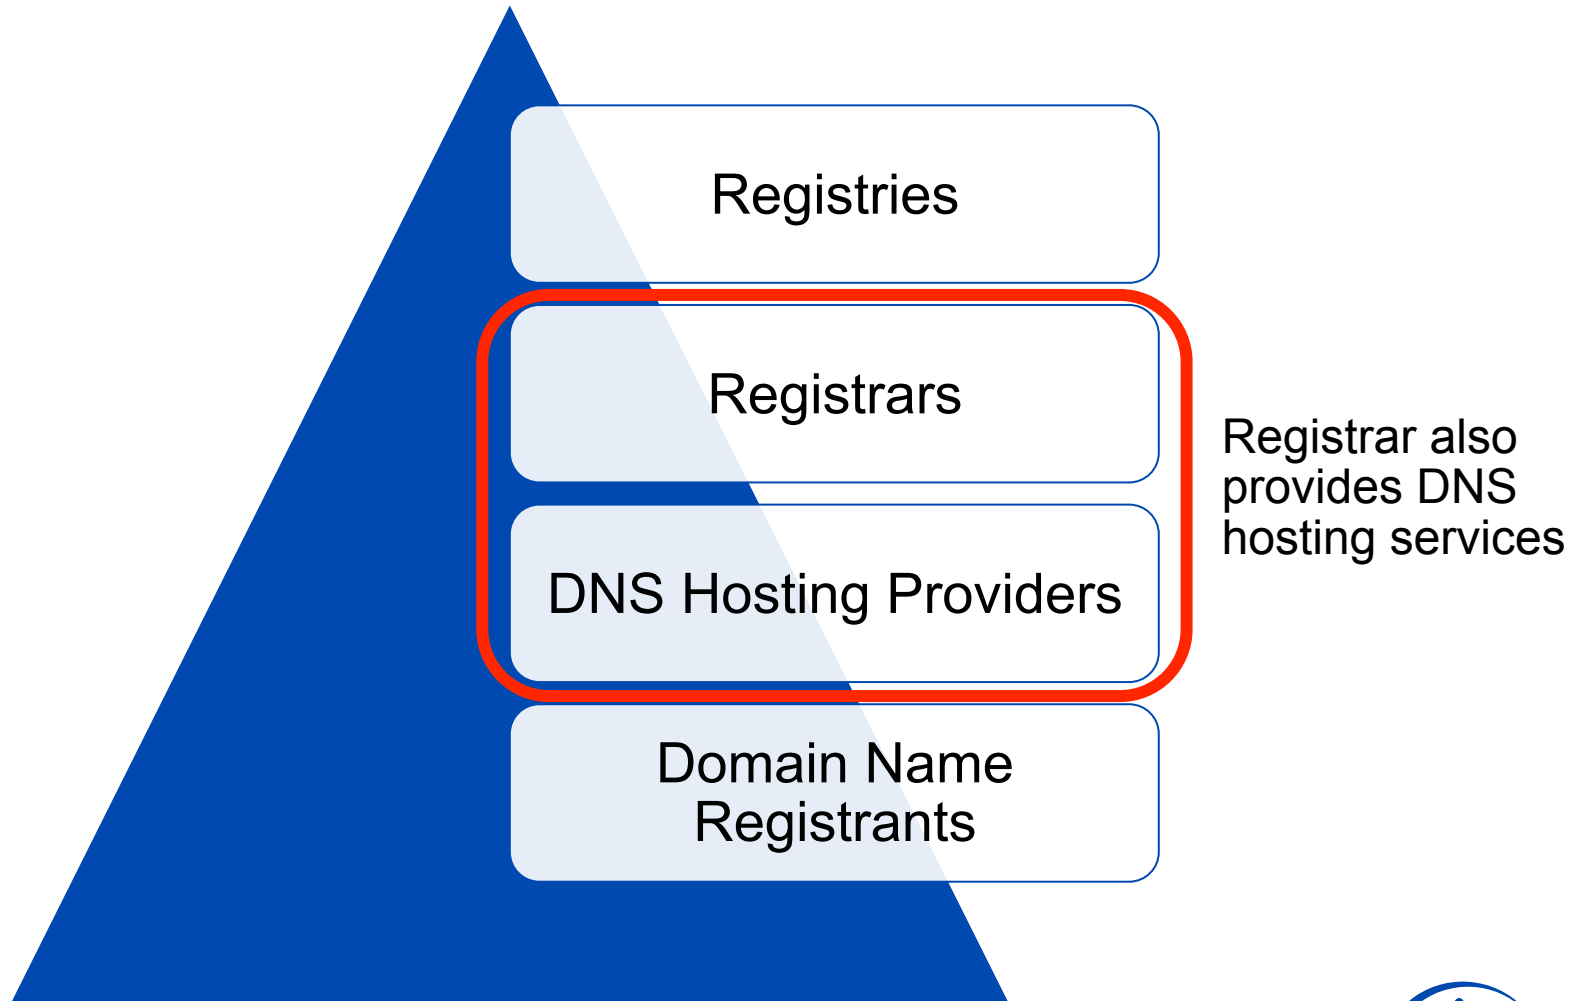 Registries
Registrars
Registrar also
provides DNS
hosting services
DNS Hosting Providers
Domain Name
Registrants